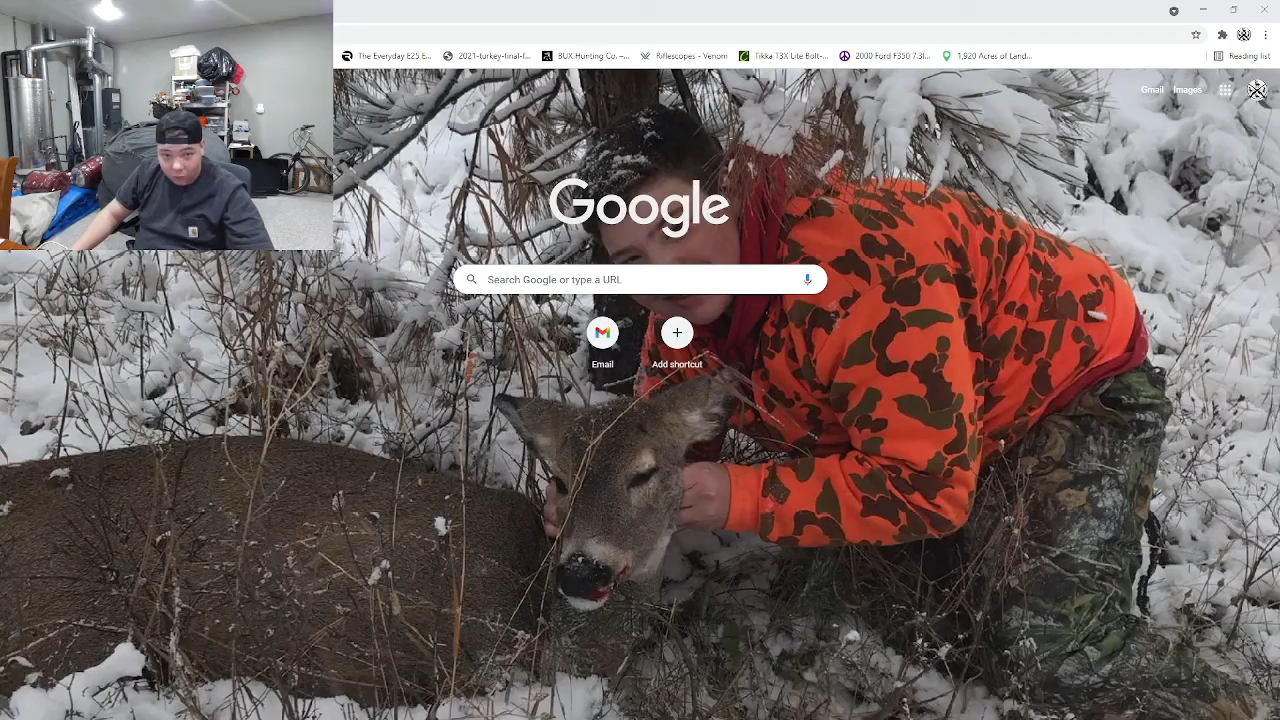 The Everyday E25 E...
2021-turkey-final-f...
BUX Hunting Co. –...
Riflescopes - Venom
Tikka T3X Lite Bolt-...
2000 Ford F350 7.3l...
1,920 Acres of Land...
Reading list
Gmail
Images
Google
Search Google or type a URL
Email
Add shortcut